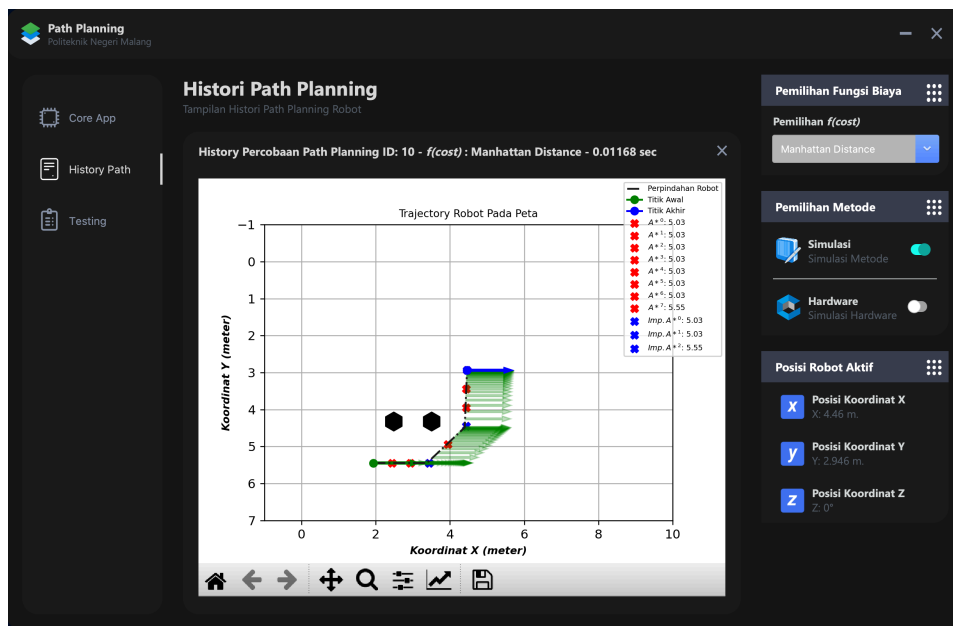 Path Planning
Politeknik Negeri Malang
Core App
History Path
Testing
Histori Path Planning
Tampilan Histori Path Planning Robot
History Percobaan Path Planning ID: 10 - f(cost) : Manhattan Distance - 0.01168 sec
Trajectory Robot Pada Peta
Perpindahan Robot
Titik Awal
Titik Akhir
A*⁰: 5.03
A*¹: 5.03
A*²: 5.03
A*³: 5.03
A*⁴: 5.03
A*⁵: 5.03
A*⁶: 5.03
A*⁷: 5.55
Imp. A*⁰: 5.03
Imp. A*¹: 5.03
Imp. A*²: 5.55
−1
0
1
2
3
4
5
6
7
Koordinat Y (meter)
0 2 4 6 8 10
Koordinat X (meter)
Pemilihan Fungsi Biaya
Pemilihan f(cost)
Manhattan Distance
Pemilihan Metode
Simulasi
Simulasi Metode
Hardware
Simulasi Hardware
Posisi Robot Aktif
x
Posisi Koordinat X
X: 4.46 m.
y
Posisi Koordinat Y
Y: 2.946 m.
z
Posisi Koordinat Z
Z: 0°